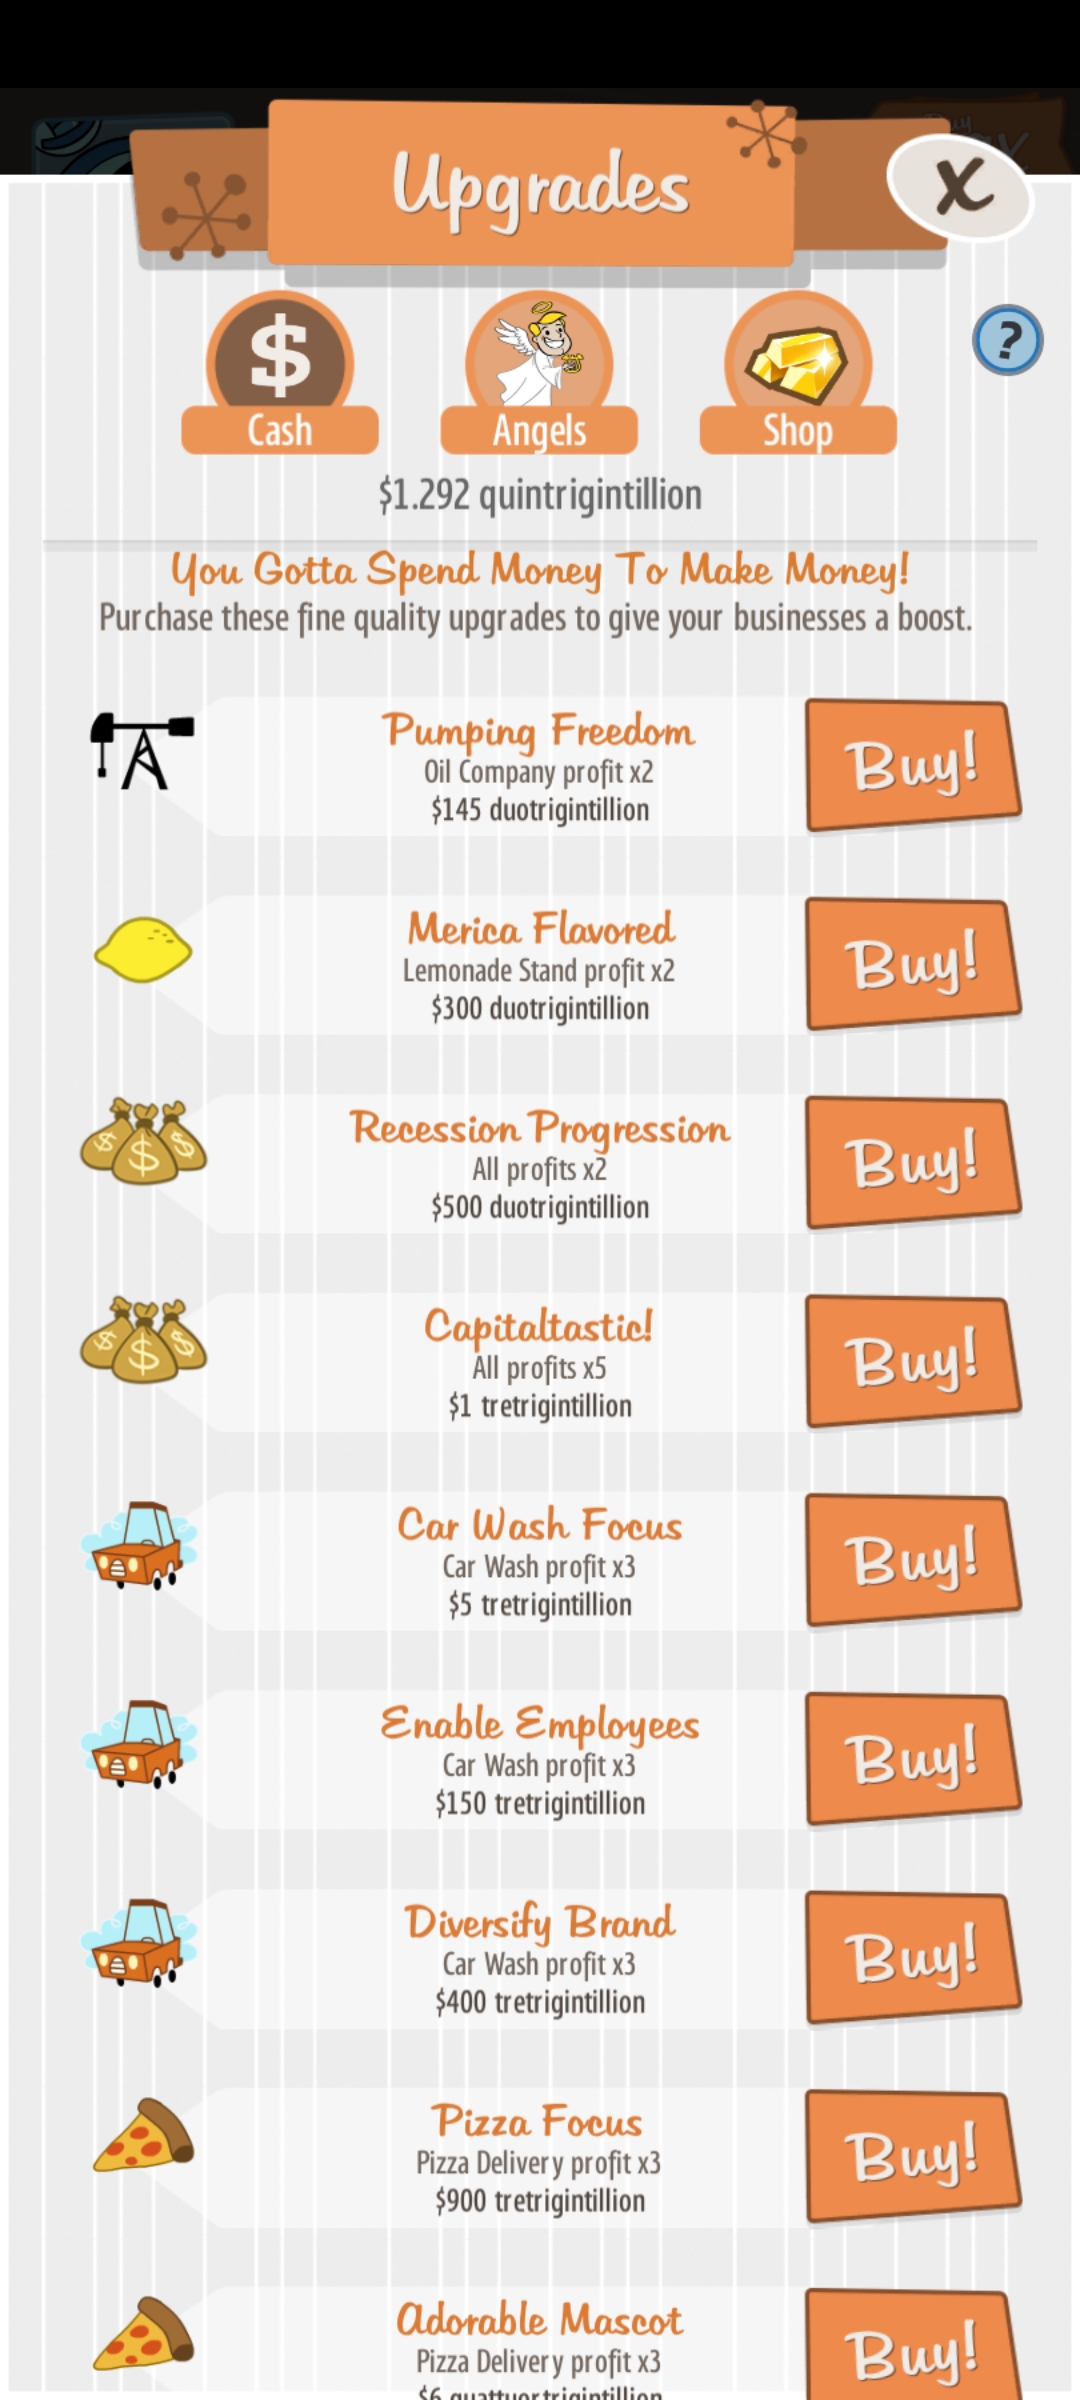 Buy
Upgrades
X
?
$
Cash
Angels
Shop
$1.292 quintrigintillion
You Gotta Spend Money To Make Money!
Purchase these fine quality upgrades to give your businesses a boost.
Pumping Freedom
Oil Company profit x2
$145 duotrigintillion
Buy!
Merica Flavored
Lemonade Stand profit x2
$300 duotrigintillion
Buy!
$ $ $
Recession Progression
All profits x2
$500 duotrigintillion
Buy!
$ $ $
Capitaltastic!
All profits x5
$1 tretrigintillion
Buy!
Car Wash Focus
Car Wash profit x3
$5 tretrigintillion
Buy!
Enable Employees
Car Wash profit x3
$150 tretrigintillion
Buy!
Diversify Brand
Car Wash profit x3
$400 tretrigintillion
Buy!
Pizza Focus
Pizza Delivery profit x3
$900 tretrigintillion
Buy!
Adorable Mascot
Pizza Delivery profit x3
$6 quattuortrigintillion
Buy!